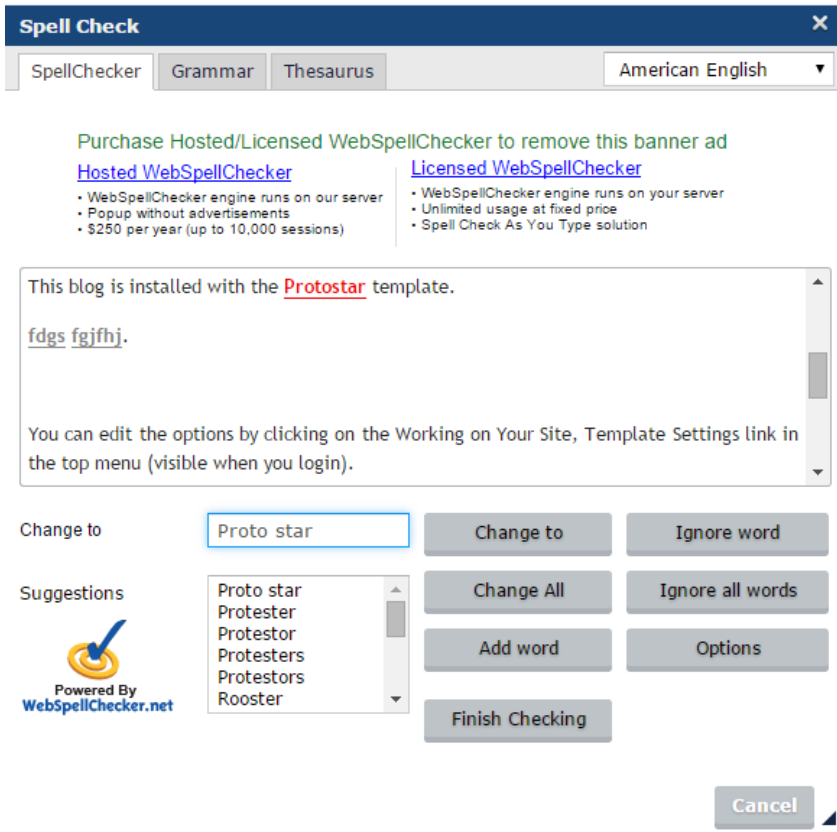 Spell Check ×
SpellChecker Grammar Thesaurus American English
Purchase Hosted/Licensed WebSpellChecker to remove this banner ad
Hosted WebSpellChecker
• WebSpellChecker engine runs on our server
• Popup without advertisements
• $250 per year (up to 10,000 sessions)
Licensed WebSpellChecker
• WebSpellChecker engine runs on your server
• Unlimited usage at fixed price
• Spell Check As You Type solution
This blog is installed with the Protostar template.
fdgs fgjfhj.
You can edit the options by clicking on the Working on Your Site, Template Settings link in
the top menu (visible when you login).
Change to Proto star Change to Ignore word
Suggestions
Proto star
Protester
Protestor
Protesters
Protestors
Rooster
Change All Ignore all words
Add word Options
Finish Checking
Powered By
WebSpellChecker.net
Cancel